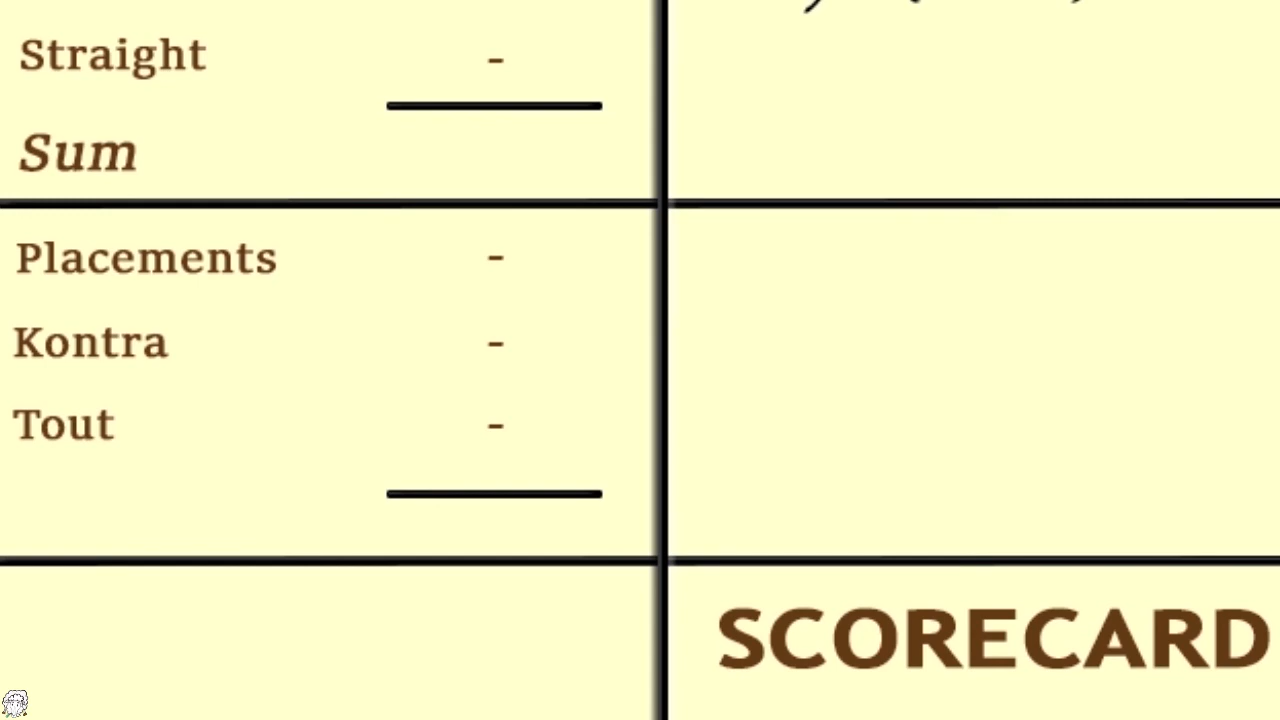 Straight -
Sum
Placements -
Kontra -
Tout -
SCORECARD